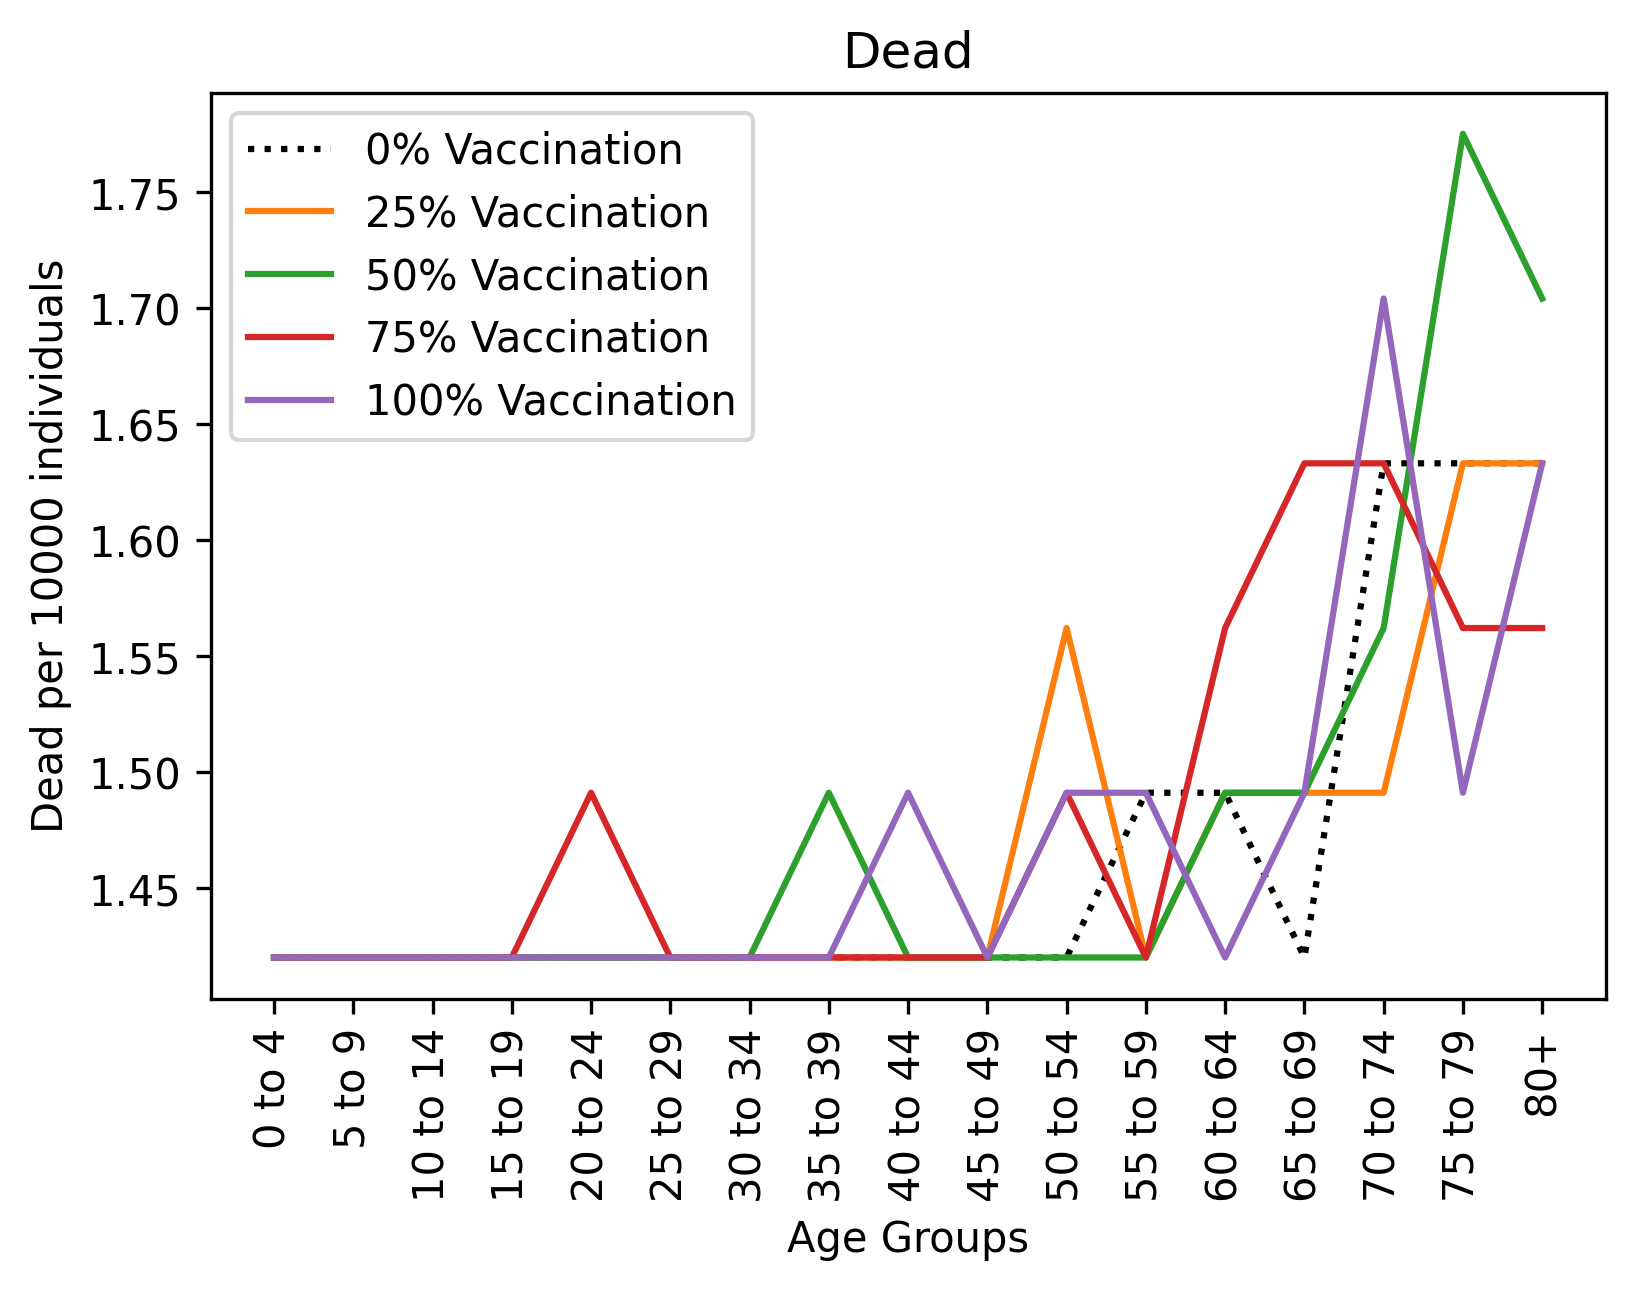 Dead
0% Vaccination
25% Vaccination
50% Vaccination
75% Vaccination
100% Vaccination
Dead per 10000 individuals
1.75
1.70
1.65
1.60
1.55
1.50
1.45
0 to 4
5 to 9
10 to 14
15 to 19
20 to 24
25 to 29
30 to 34
35 to 39
40 to 44
45 to 49
50 to 54
55 to 59
60 to 64
65 to 69
70 to 74
75 to 79
80+
Age Groups